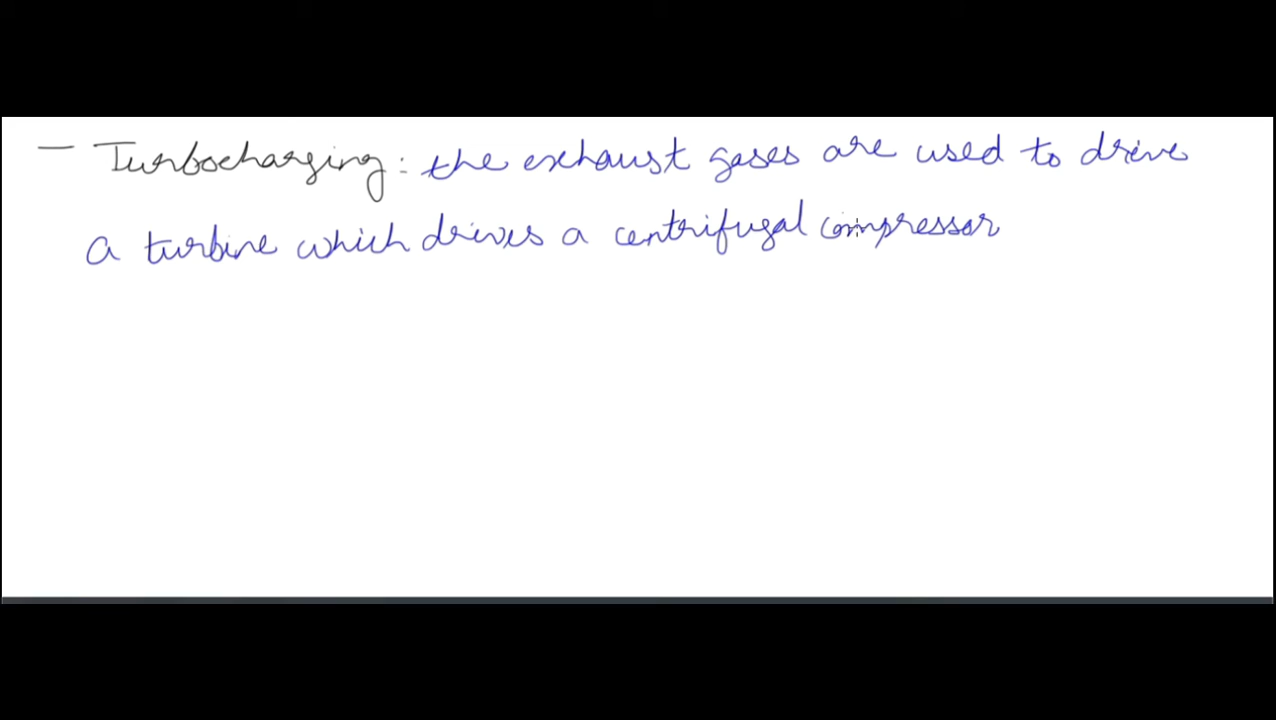 - Turbocharging: the exhaust gases are used to drive
a turbine which drives a centrifugal compressor